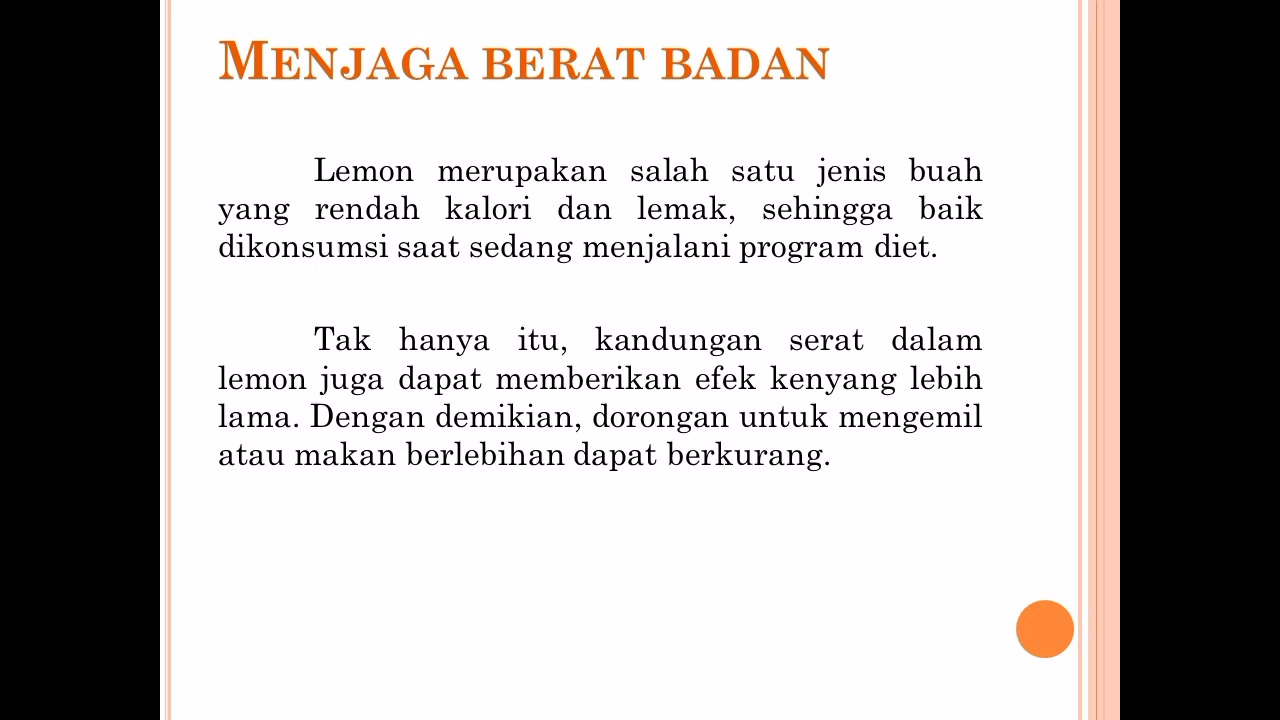 MENJAGA BERAT BADAN
Lemon merupakan salah satu jenis buah
yang rendah kalori dan lemak, sehingga baik
dikonsumsi saat sedang menjalani program diet.
Tak hanya itu, kandungan serat dalam
lemon juga dapat memberikan efek kenyang lebih
lama. Dengan demikian, dorongan untuk mengemil
atau makan berlebihan dapat berkurang.